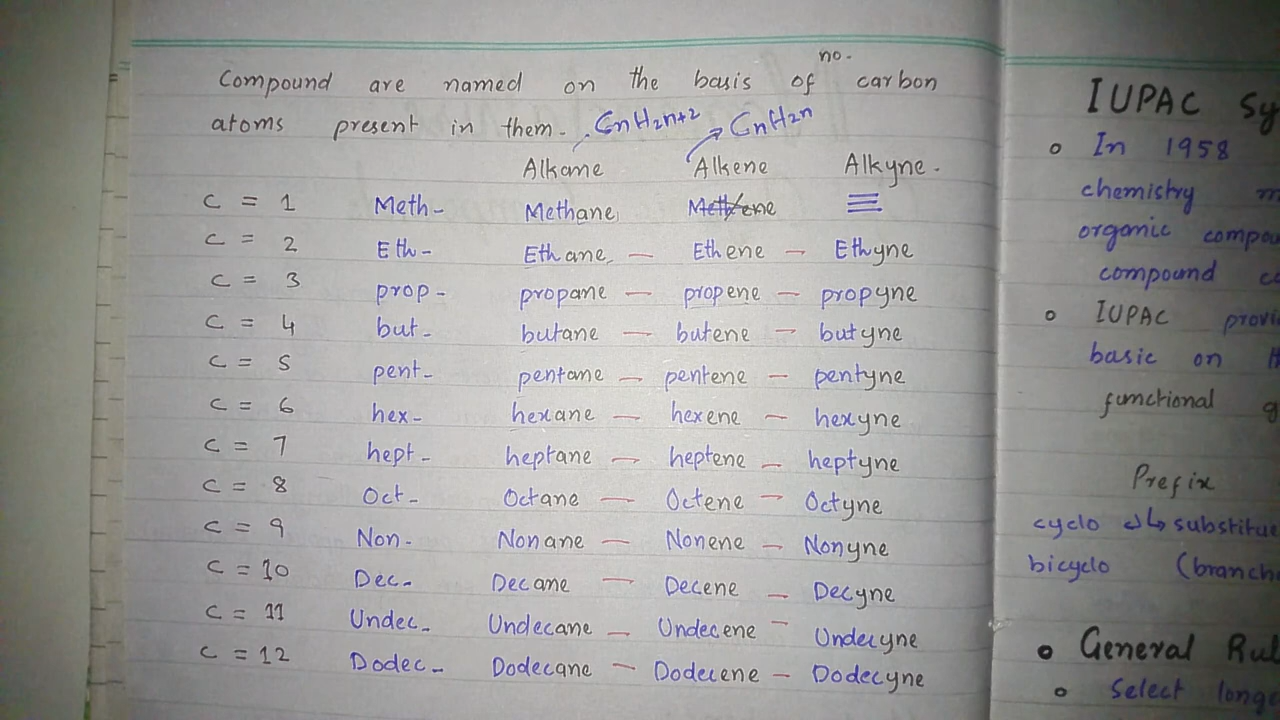 no.
Compound are named on the basis of carbon
atoms present in them. CnH2n+2 CnH2n
Alkane Alkene Alkyne.
C = 1 Meth- Methane ≡
C = 2 Eth- Ethane — Ethene — Ethyne
C = 3 prop- propane — propene — propyne
C = 4 but- butane — butene — butyne
C = 5 pent- pentane — pentene — pentyne
C = 6 hex- hexane — hexene — hexyne
C = 7 hept- heptane — heptene — heptyne
C = 8 Oct- Octane — Octene — Octyne
C = 9 Non- Nonane — Nonene — Nonyne
C = 10 Dec- Decane — Decene — Decyne
C = 11 Undec- Undecane — Undecene — Undecyne
C = 12 Dodec- Dodecane — Dodecene — Dodecyne
IUPAC Sy
o In 1958
chemistry
organic compou
compound
o IUPAC provi
basic on
functional g
Prefix
cyclo ↳ substitue
bicyclo (branch
• General Rul
o Select longe